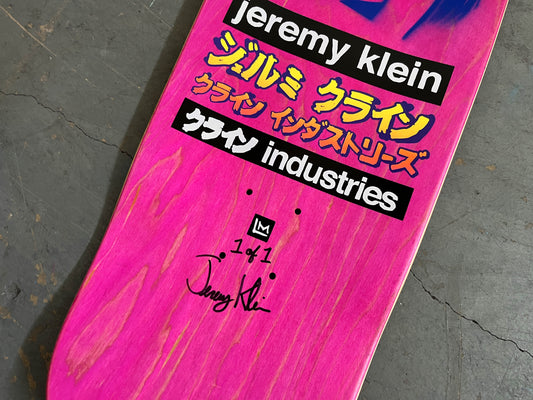 jeremy klein
ジェルミ クライン
クライン インダストリーズ
クライン industries
LM
1 of 1
Jeremy Klein